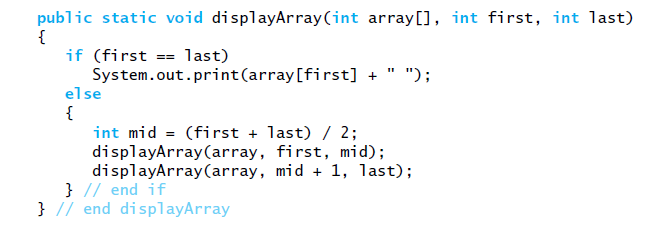 public static void displayArray(int array[], int first, int last)
{
   if (first == last)
      System.out.print(array[first] + " ");
   else
   {
      int mid = (first + last) / 2;
      displayArray(array, first, mid);
      displayArray(array, mid + 1, last);
   } // end if
} // end displayArray